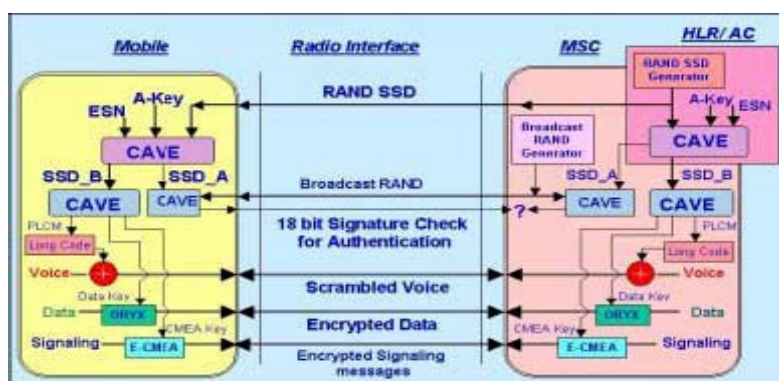 Mobile
Radio Interface
MSC
HLR/ AC
RAND SSD
Generator
A-Key
ESN
RAND SSD
A-Key
ESN
CAVE
Broadcast
RAND
Generator
CAVE
SSD_B
SSD_A
Broadcast RAND
SSD_A
SSD_B
CAVE
CAVE
?
CAVE
CAVE
PLCM
18 bit Signature Check
for Authentication
PLCM
Long Code
Long Code
Voice
+
Scrambled Voice
+
Voice
Data Key
Data Key
Data
ORYX
Encrypted Data
ORYX
Data
CMEA Key
CMEA Key
Signaling
E-CMEA
Encrypted Signaling
messages
E-CMEA
Signaling